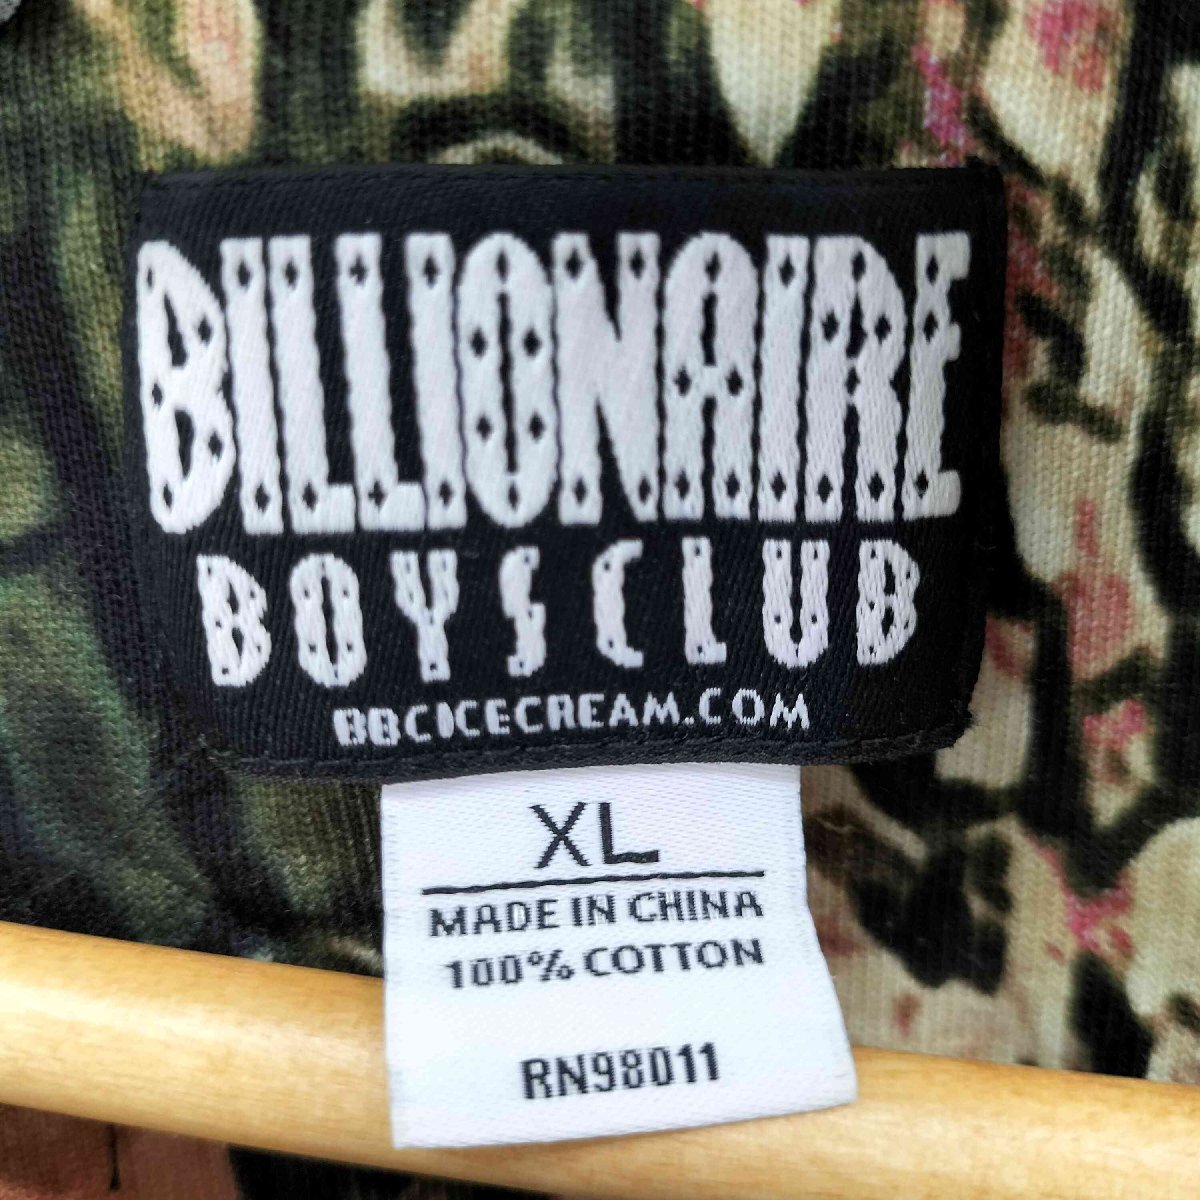 BILLIONAIRE
BOYS CLUB
BBCICECREAM.COM
XL
MADE IN CHINA
100% COTTON
RN98011